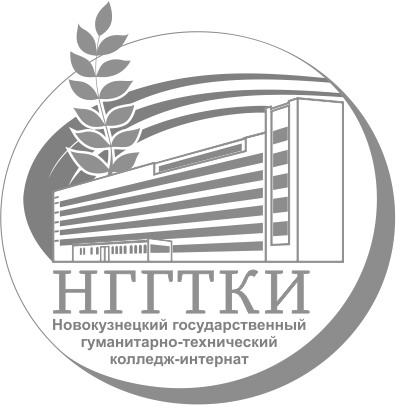 НГГТКИ
Новокузнецкий государственный
гуманитарно-технический
колледж-интернат